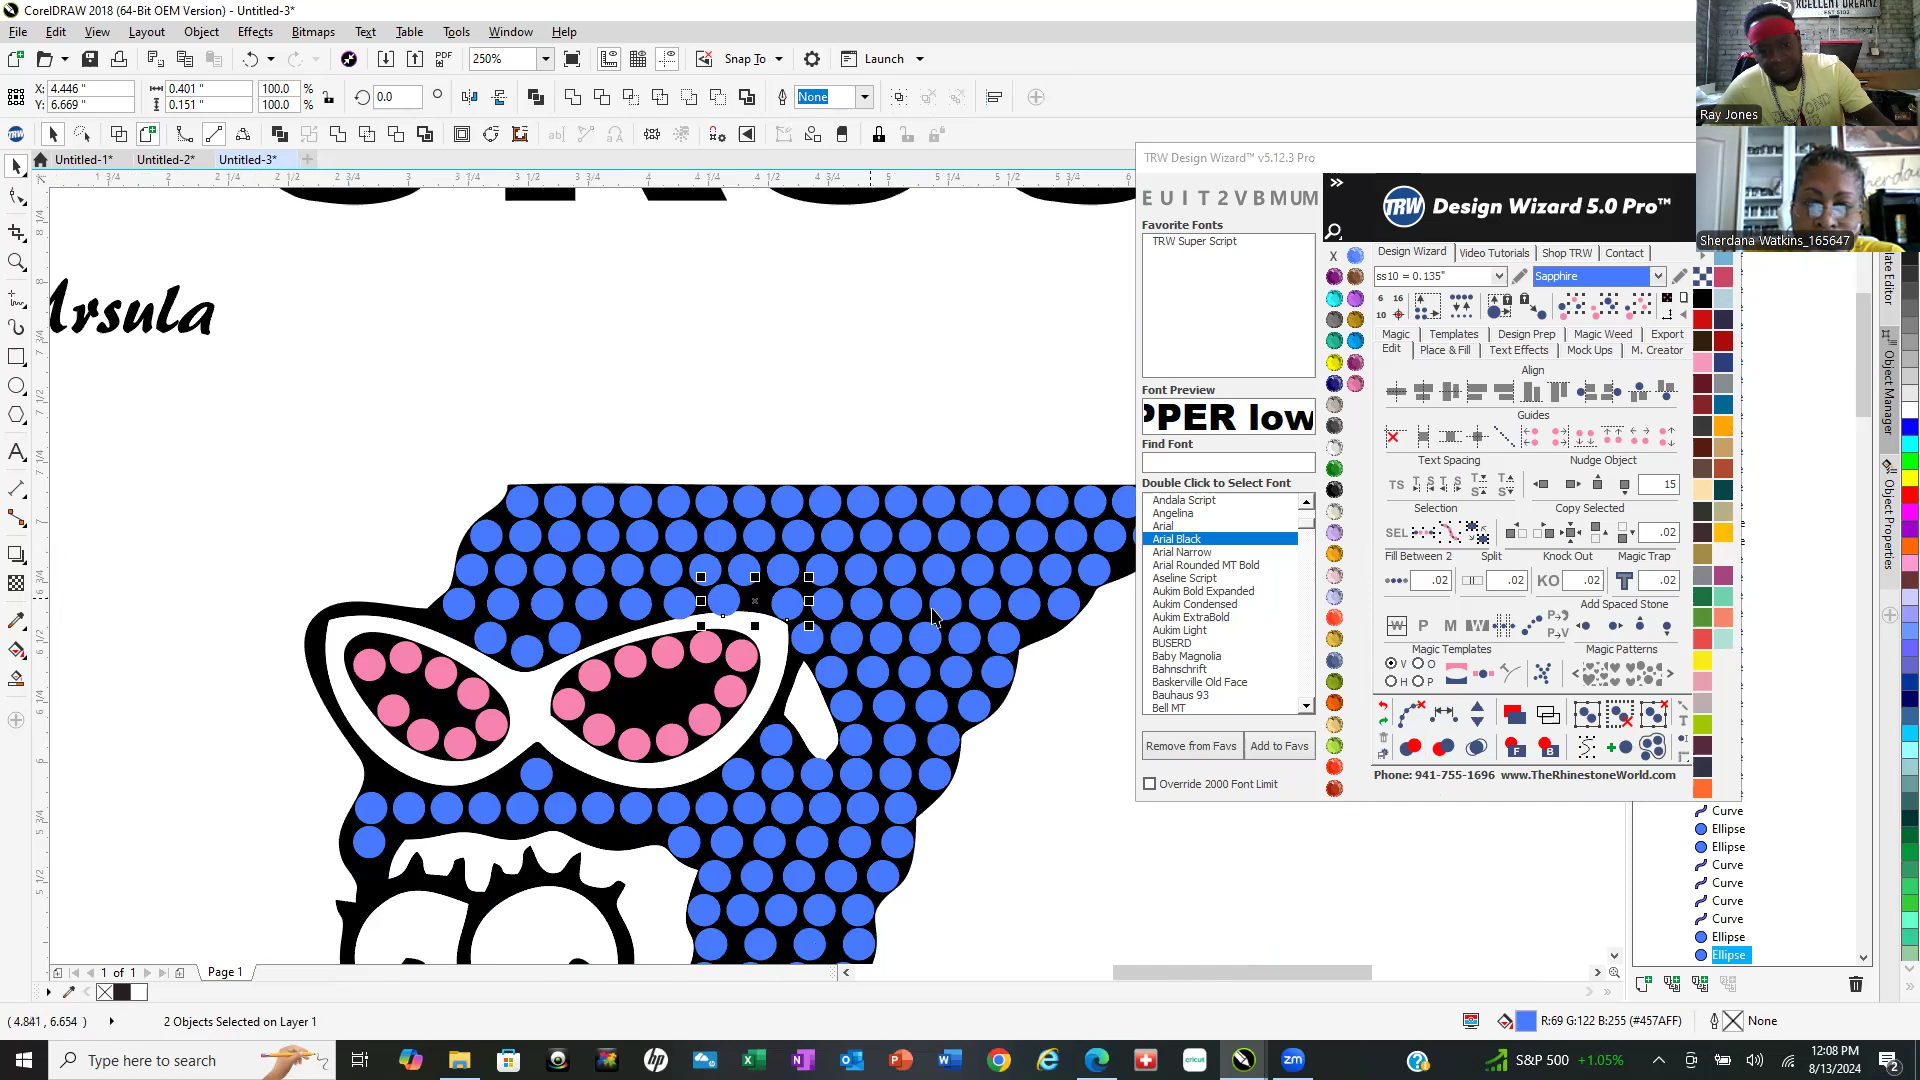 CorelDRAW 2018 (64-Bit OEM Version) - Untitled-3*
File Edit View Layout Object Effects Bitmaps Text Table Tools Window Help
PDF 250% Snap To Launch
X: 4.446 " 0.401 " 100.0 % 0.0 None
Y: 6.669 " 0.151 " 100.0 %
TRW
Untitled-1* Untitled-2* Untitled-3*
Ursula
XCELLENT DREAMZ
Ray Jones
Sherdana Watkins_165647
TRW Design Wizard™ v5.12.3 Pro
E U I T 2 V B M UM
Favorite Fonts
TRW Super Script
Font Preview
PPER low
Find Font
Double Click to Select Font
Andala Script
Angelina
Arial
Arial Black
Arial Narrow
Arial Rounded MT Bold
Aseline Script
Aukim Bold Expanded
Aukim Condensed
Aukim ExtraBold
Aukim Light
BUSERD
Baby Magnolia
Bahnschrift
Baskerville Old Face
Bauhaus 93
Bell MT
Remove from Favs Add to Favs
Override 2000 Font Limit
TRW Design Wizard 5.0 Pro™
Design Wizard Video Tutorials Shop TRW Contact
ss10 = 0.135" Sapphire
6 16
10
Magic Templates Design Prep Magic Weed Export
Edit Place & Fill Text Effects Mock Ups M. Creator
Align
Guides
Text Spacing Nudge Object
TS 15
Selection Copy Selected
SEL .02
Fill Between 2 Split Knock Out Magic Trap
.02 .02 KO .02 .02
Add Spaced Stone
W P M W P->O P->V
Magic Templates Magic Patterns
V O
H P
F B
Phone: 941-755-1696 www.TheRhinestoneWorld.com
Object Manager
Object Properties
Curve
Ellipse
Ellipse
Curve
Curve
Curve
Curve
Ellipse
Ellipse
1 of 1 Page 1
( 4.841 , 6.654 ) 2 Objects Selected on Layer 1 R:69 G:122 B:255 (#457AFF) None
Type here to search
S&P 500 +1.05%
12:08 PM
8/13/2024
2